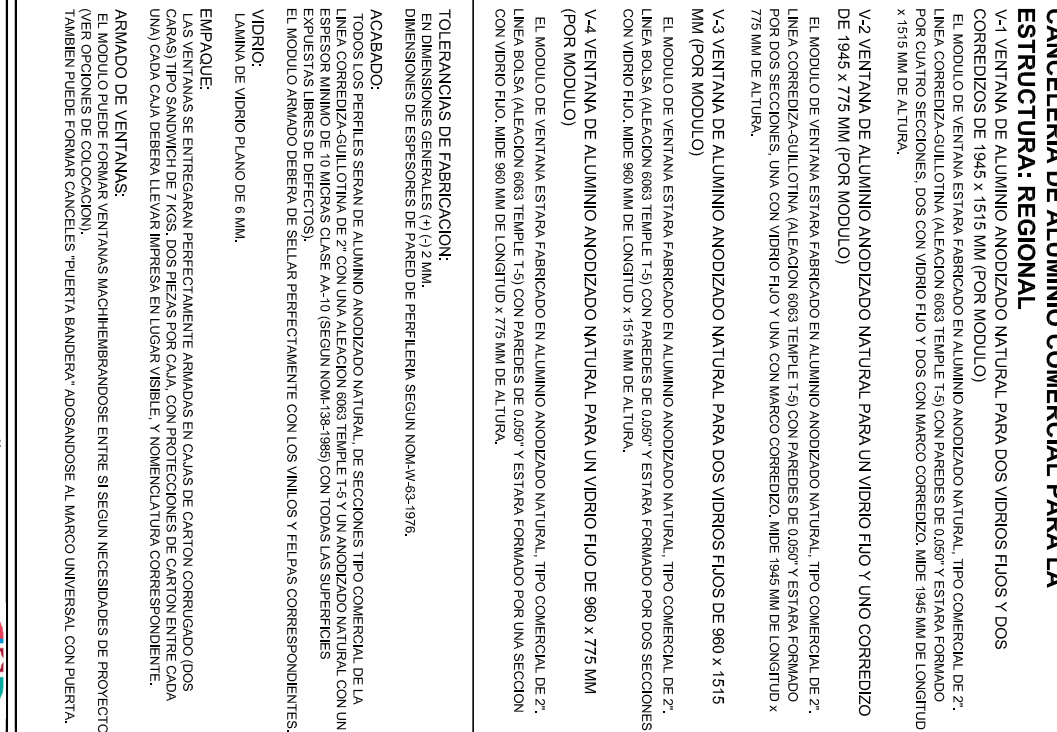 CANCELERIA DE ALUMINIO COMERCIAL PARA LA
ESTRUCTURA: REGIONAL
V-1 VENTANA DE ALUMINIO ANODIZADO NATURAL PARA DOS VIDRIOS FIJOS Y DOS
CORREDIZOS DE 1945 x 1515 MM (POR MODULO)
EL MODULO DE VENTANA ESTARA FABRICADO EN ALUMINIO ANODIZADO NATURAL, TIPO COMERCIAL DE 2".
LINEA CORREDIZA-GUILLOTINA (ALEACION 6063 TEMPLE T-5) CON PAREDES DE 0.050" Y ESTARA FORMADO
POR CUATRO SECCIONES, DOS CON VIDRIO FIJO Y DOS CON MARCO CORREDIZO. MIDE 1945 MM DE LONGITUD
x 1515 MM DE ALTURA.
V-2 VENTANA DE ALUMINIO ANODIZADO NATURAL PARA UN VIDRIO FIJO Y UNO CORREDIZO
DE 1945 x 775 MM (POR MODULO)
EL MODULO DE VENTANA ESTARA FABRICADO EN ALUMINIO ANODIZADO NATURAL, TIPO COMERCIAL DE 2".
LINEA CORREDIZA-GUILLOTINA (ALEACION 6063 TEMPLE T-5) CON PAREDES DE 0.050" Y ESTARA FORMADO
POR DOS SECCIONES, UNA CON VIDRIO FIJO Y UNA CON MARCO CORREDIZO. MIDE 1945 MM DE LONGITUD x
775 MM DE ALTURA.
V-3 VENTANA DE ALUMINIO ANODIZADO NATURAL PARA DOS VIDRIOS FIJOS DE 960 x 1515
MM (POR MODULO)
EL MODULO DE VENTANA ESTARA FABRICADO EN ALUMINIO ANODIZADO NATURAL, TIPO COMERCIAL DE 2".
LINEA BOLSA (ALEACION 6063 TEMPLE T-5) CON PAREDES DE 0.050" Y ESTARA FORMADO POR DOS SECCIONES
CON VIDRIO FIJO. MIDE 960 MM DE LONGITUD x 1515 MM DE ALTURA.
V-4 VENTANA DE ALUMINIO ANODIZADO NATURAL PARA UN VIDRIO FIJO DE 960 x 775 MM
(POR MODULO)
EL MODULO DE VENTANA ESTARA FABRICADO EN ALUMINIO ANODIZADO NATURAL, TIPO COMERCIAL DE 2".
LINEA BOLSA (ALEACION 6063 TEMPLE T-5) CON PAREDES DE 0.050" Y ESTARA FORMADO POR UNA SECCION
CON VIDRIO FIJO. MIDE 960 MM DE LONGITUD x 775 MM DE ALTURA.
TOLERANCIAS DE FABRICACION:
EN DIMENSIONES GENERALES (+) (-) 2 MM.
DIMENSIONES DE ESPESORES DE PARED DE PERFILERIA SEGUN NOM-W-63-1976.
ACABADO:
TODOS LOS PERFILES SERAN DE ALUMINIO ANODIZADO NATURAL, DE SECCIONES TIPO COMERCIAL DE LA
LINEA CORREDIZA-GUILLOTINA DE 2" CON UNA ALEACION 6063 TEMPLE T-5 Y UN ANODIZADO NATURAL CON UN
ESPESOR MINIMO DE 10 MICRAS CLASE AA-10 (SEGUN NOM-138-1985) CON TODAS LAS SUPERFICIES
EXPUESTAS LIBRES DE DEFECTOS).
EL MODULO ARMADO DEBERA DE SELLAR PERFECTAMENTE CON LOS VINILOS Y FELPAS CORRESPONDIENTES.
VIDRIO:
LAMINA DE VIDRIO PLANO DE 6 MM.
EMPAQUE:
LAS VENTANAS SE ENTREGARAN PERFECTAMENTE ARMADAS EN CAJAS DE CARTON CORRUGADO (DOS
CARAS) TIPO SANDWICH DE 7 KGS, DOS PIEZAS POR CAJA, CON PROTECCIONES DE CARTON ENTRE CADA
UNA) CADA CAJA DEBERA LLEVAR IMPRESA EN LUGAR VISIBLE, Y NOMENCLATURA CORRESPONDIENTE.
ARMADO DE VENTANAS:
EL MODULO PUEDE FORMAR VENTANAS MACHIHEMBRANDOSE ENTRE SI SEGUN NECESIDADES DE PROYECTO
(VER OPCIONES DE COLOCACION).
TAMBIEN PUEDE FORMAR CANCELES "PUERTA BANDERA" ADOSANDOSE AL MARCO UNIVERSAL CON PUERTA.